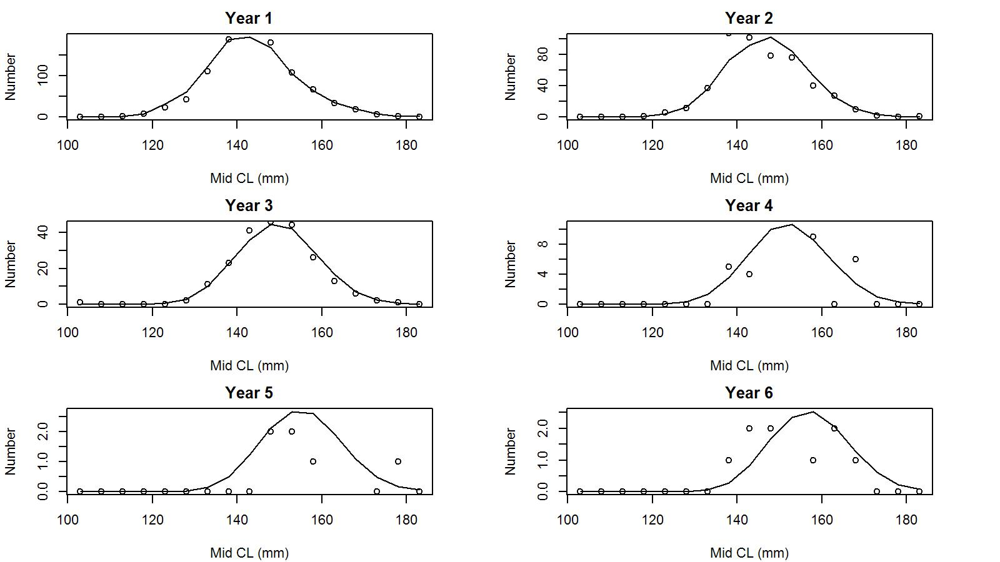 Year 1
Number
0
100
100 120 140 160 180
Mid CL (mm)
Year 2
Number
0
40
80
100 120 140 160 180
Mid CL (mm)
Year 3
Number
0
20
40
100 120 140 160 180
Mid CL (mm)
Year 4
Number
0
4
8
100 120 140 160 180
Mid CL (mm)
Year 5
Number
0.0
1.0
2.0
100 120 140 160 180
Mid CL (mm)
Year 6
Number
0.0
1.0
2.0
100 120 140 160 180
Mid CL (mm)